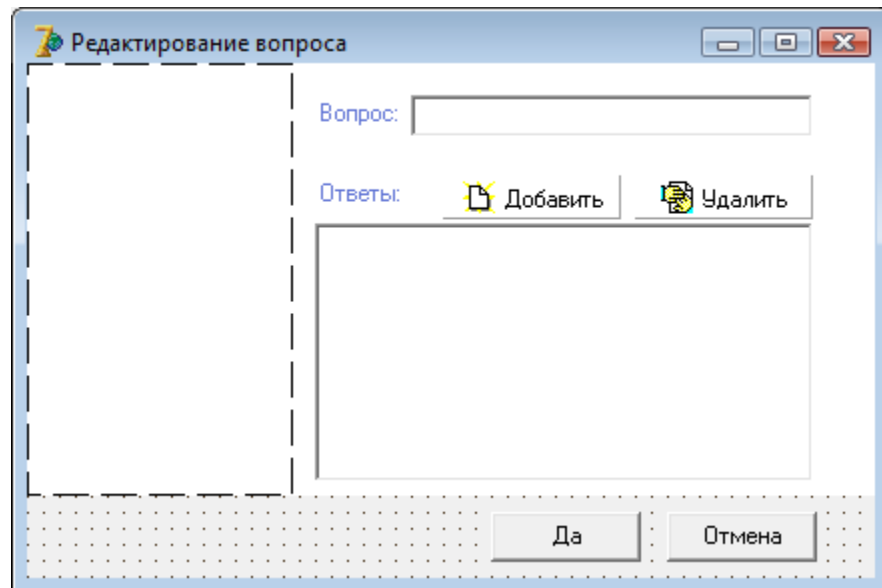 Редактирование вопроса
Вопрос:
Ответы: Добавить Удалить
Да Отмена